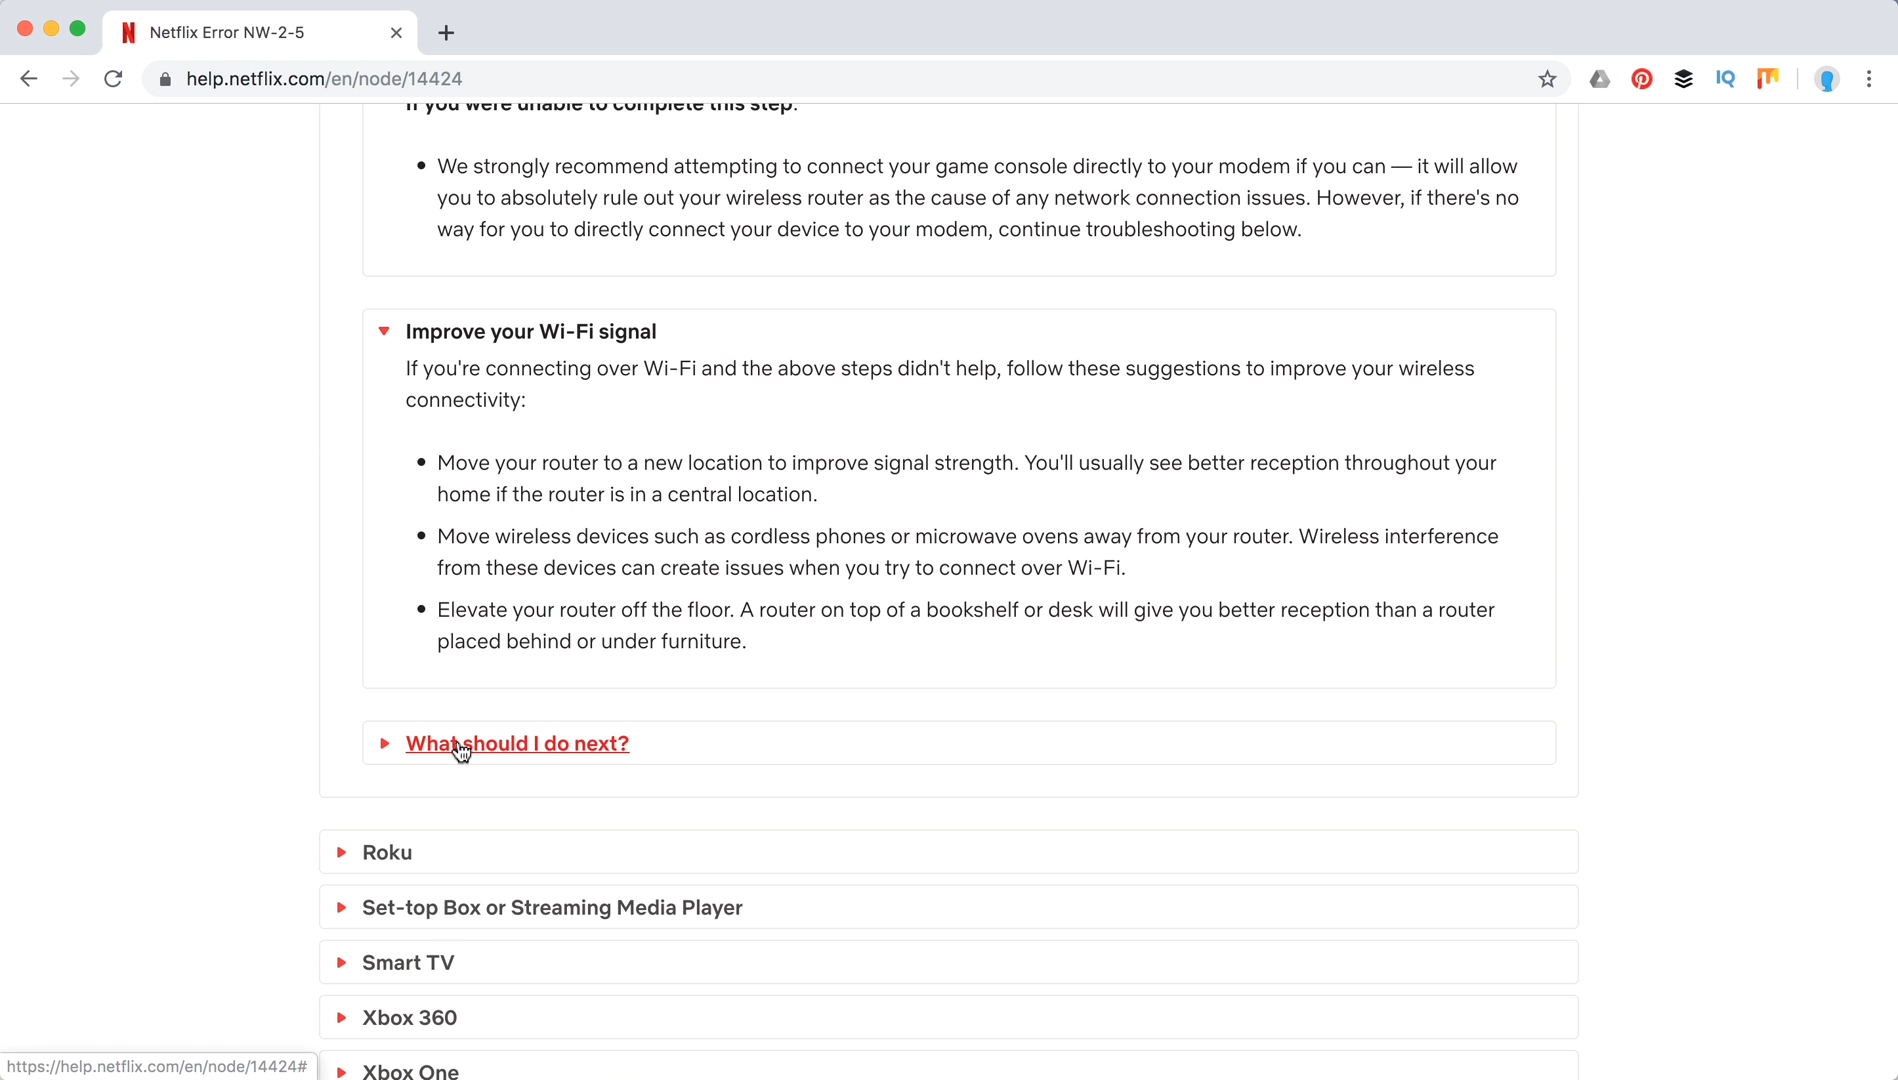 Netflix Error NW-2-5
help.netflix.com/en/node/14424
If you were unable to complete this step:
We strongly recommend attempting to connect your game console directly to your modem if you can — it will allow
you to absolutely rule out your wireless router as the cause of any network connection issues. However, if there's no
way for you to directly connect your device to your modem, continue troubleshooting below.
Improve your Wi-Fi signal
If you're connecting over Wi-Fi and the above steps didn't help, follow these suggestions to improve your wireless
connectivity:
Move your router to a new location to improve signal strength. You'll usually see better reception throughout your
home if the router is in a central location.
Move wireless devices such as cordless phones or microwave ovens away from your router. Wireless interference
from these devices can create issues when you try to connect over Wi-Fi.
Elevate your router off the floor. A router on top of a bookshelf or desk will give you better reception than a router
placed behind or under furniture.
What should I do next?
Roku
Set-top Box or Streaming Media Player
Smart TV
Xbox 360
Xbox One
https://help.netflix.com/en/node/14424#